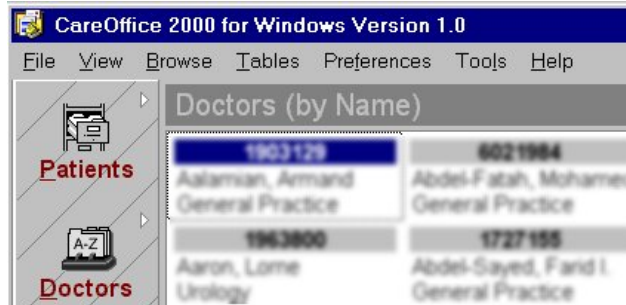 CareOffice 2000 for Windows Version 1.0
File View Browse Tables Preferences Tools Help
Doctors (by Name)
Patients
1903129 6021984
Aalamian, Armand Abdel-Fatah, Mohamed
General Practice General Practice
A-Z
1963800 1727155
Aaron, Lorne Abdel-Sayed, Farid I.
Doctors
Urology General Practice